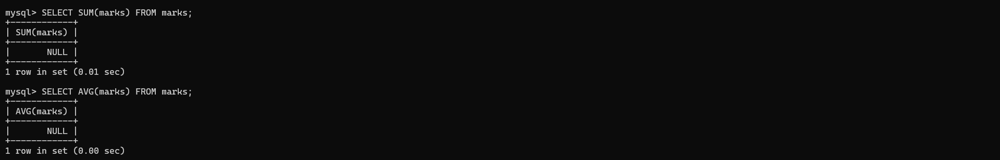 mysql> SELECT SUM(marks) FROM marks;
+------------+
| SUM(marks) |
+------------+
|       NULL |
+------------+
1 row in set (0.01 sec)

mysql> SELECT AVG(marks) FROM marks;
+------------+
| AVG(marks) |
+------------+
|       NULL |
+------------+
1 row in set (0.00 sec)